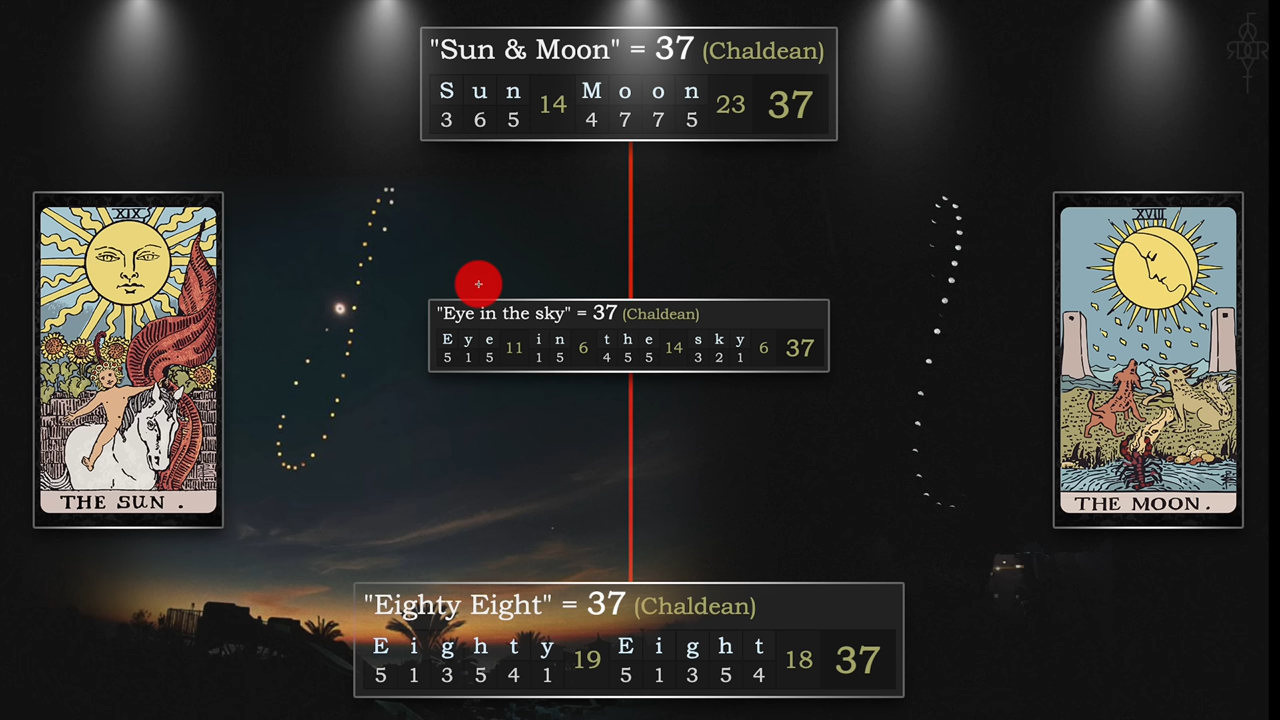 "Sun & Moon" = 37 (Chaldean)
S u n 14 M o o n 23 37
3 6 5 4 7 7 5
XIX
THE SUN .
"Eye in the sky" = 37 (Chaldean)
E y e 11 i n 6 t h e 14 s k y 6 37
5 1 5 1 5 4 5 5 3 2 1
XVIII
THE MOON .
"Eighty Eight" = 37 (Chaldean)
E i g h t y 19 E i g h t 18 37
5 1 3 5 4 1 5 1 3 5 4